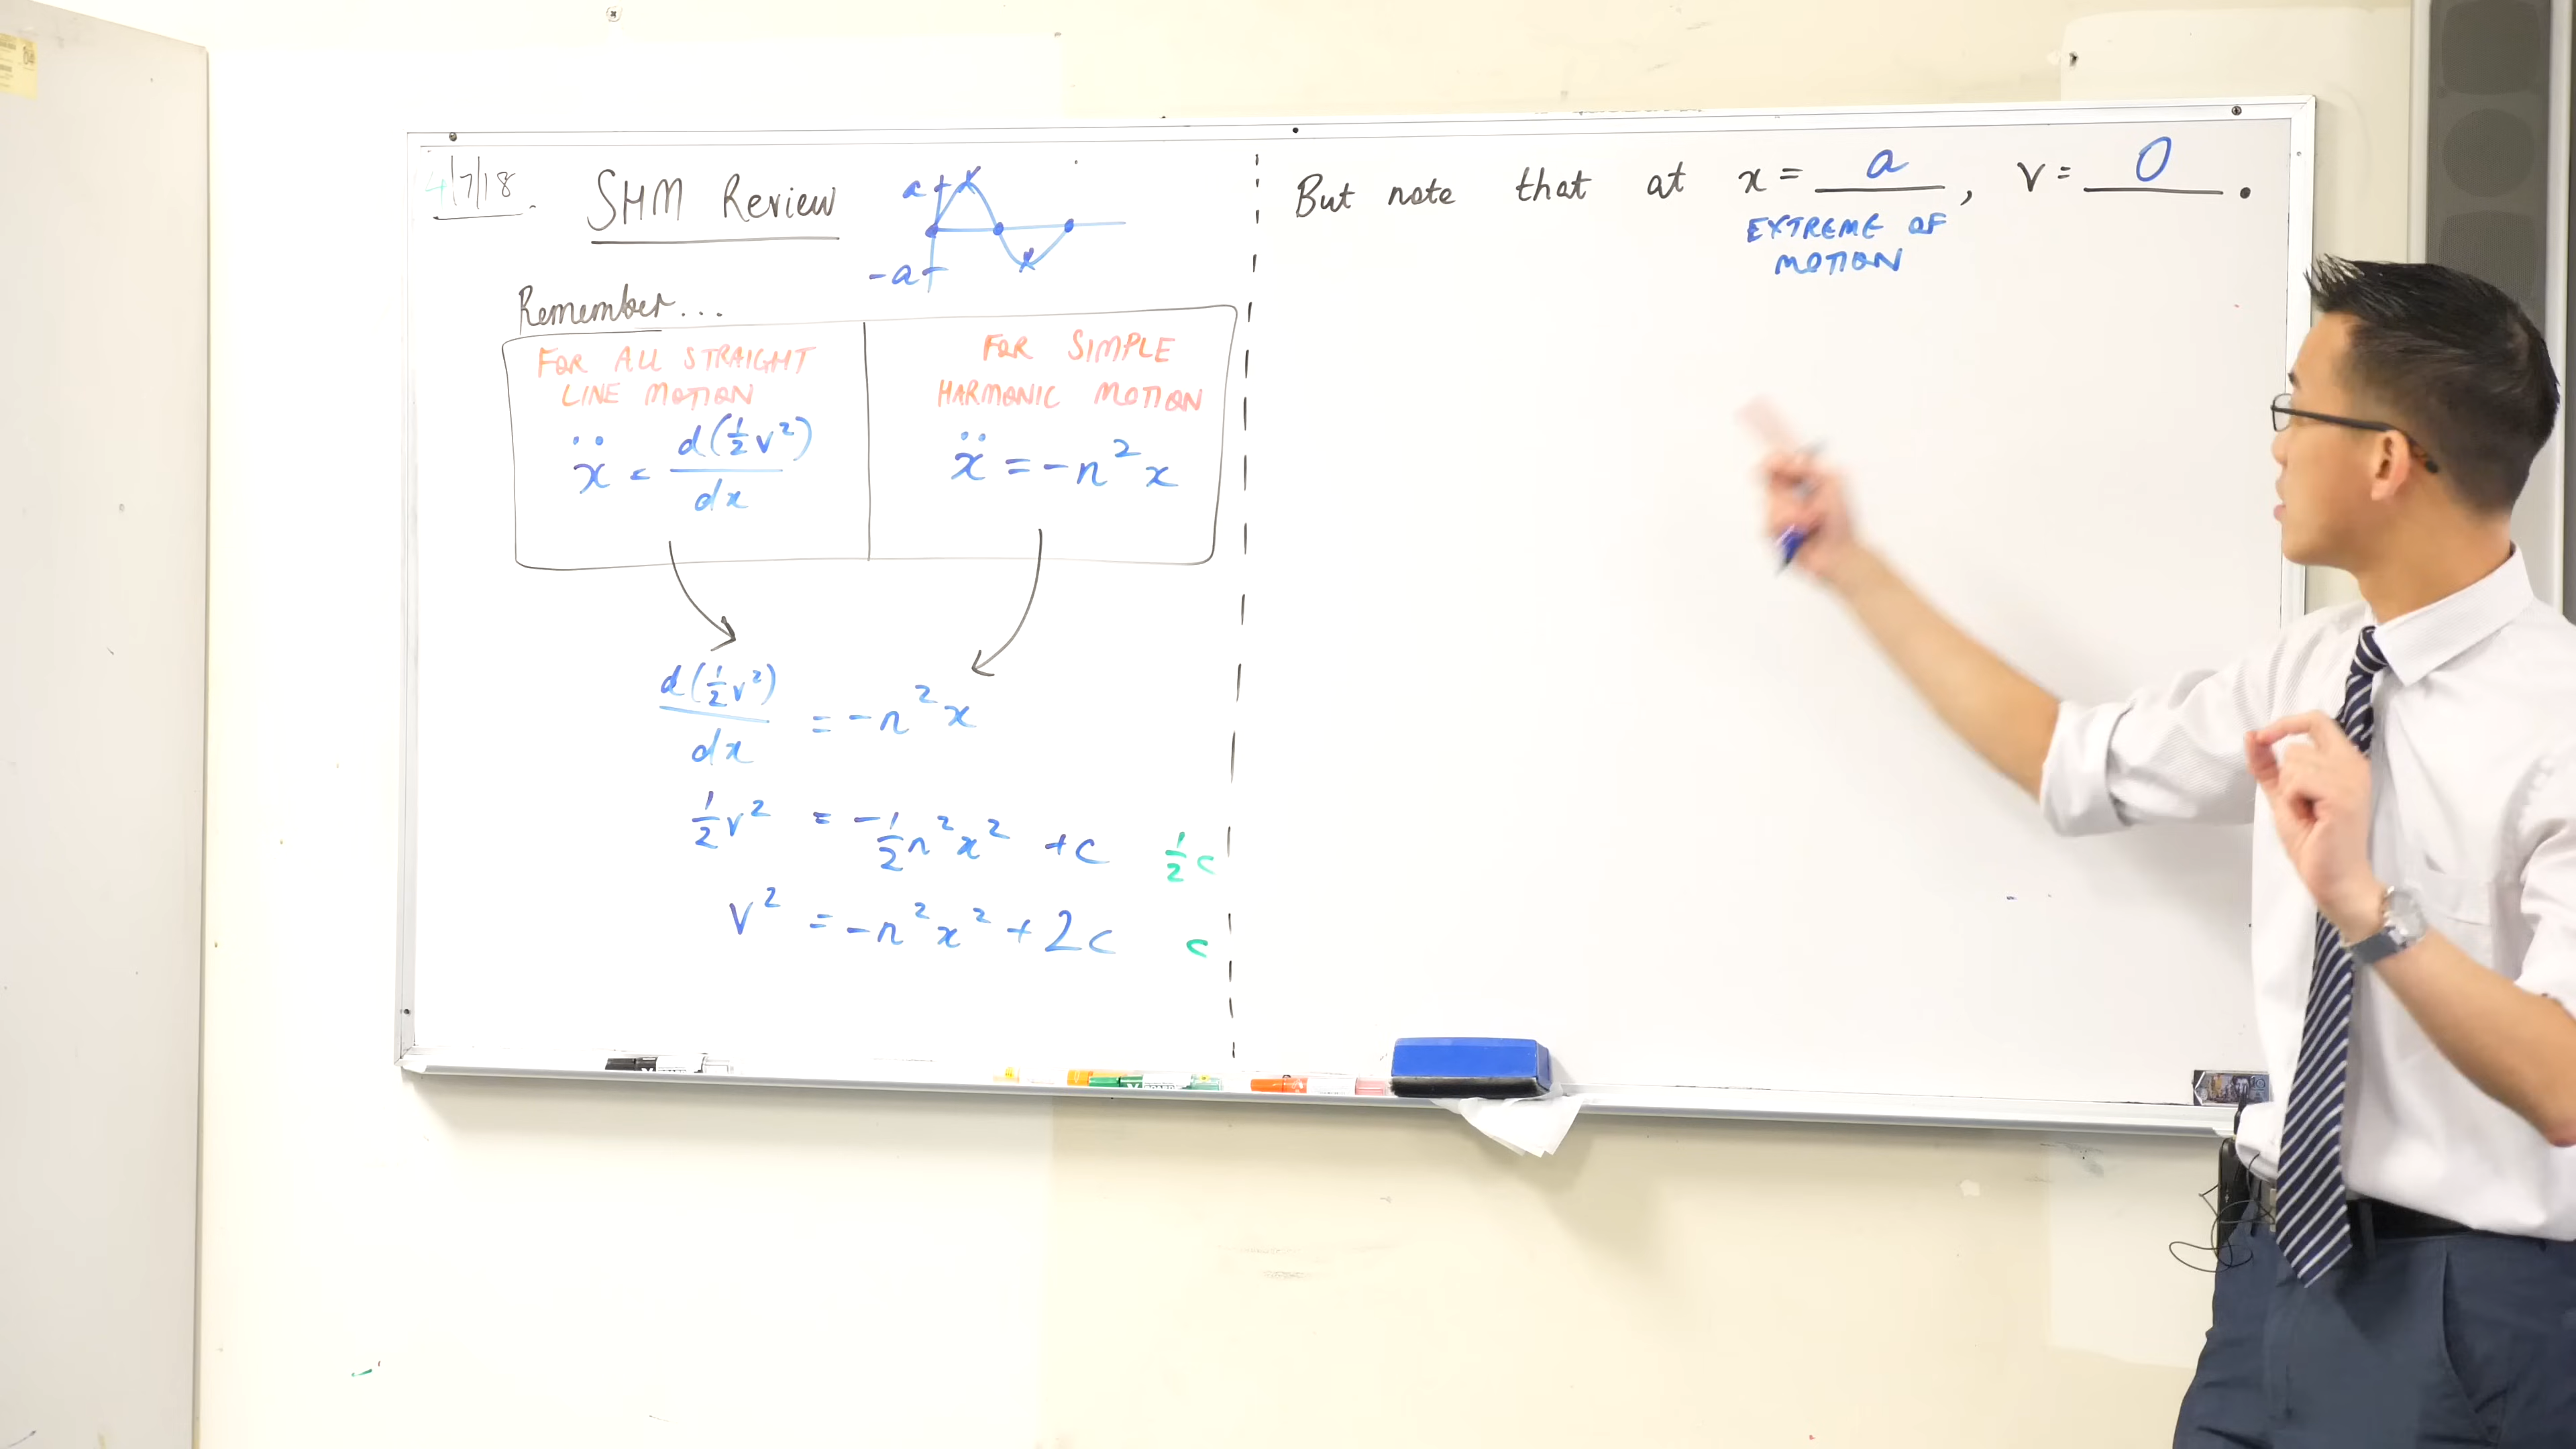 4/7/18
SHM Review
a
-a
Remember...
FOR ALL STRAIGHT
LINE MOTION
ẍ = d(½v²)/dx
FOR SIMPLE
HARMONIC MOTION
ẍ = -n²x
d(½v²)/dx = -n²x
½v² = -½n²x² + c
½c
v² = -n²x² + 2c
c
But note that at x = a, v = 0.
EXTREME OF
MOTION